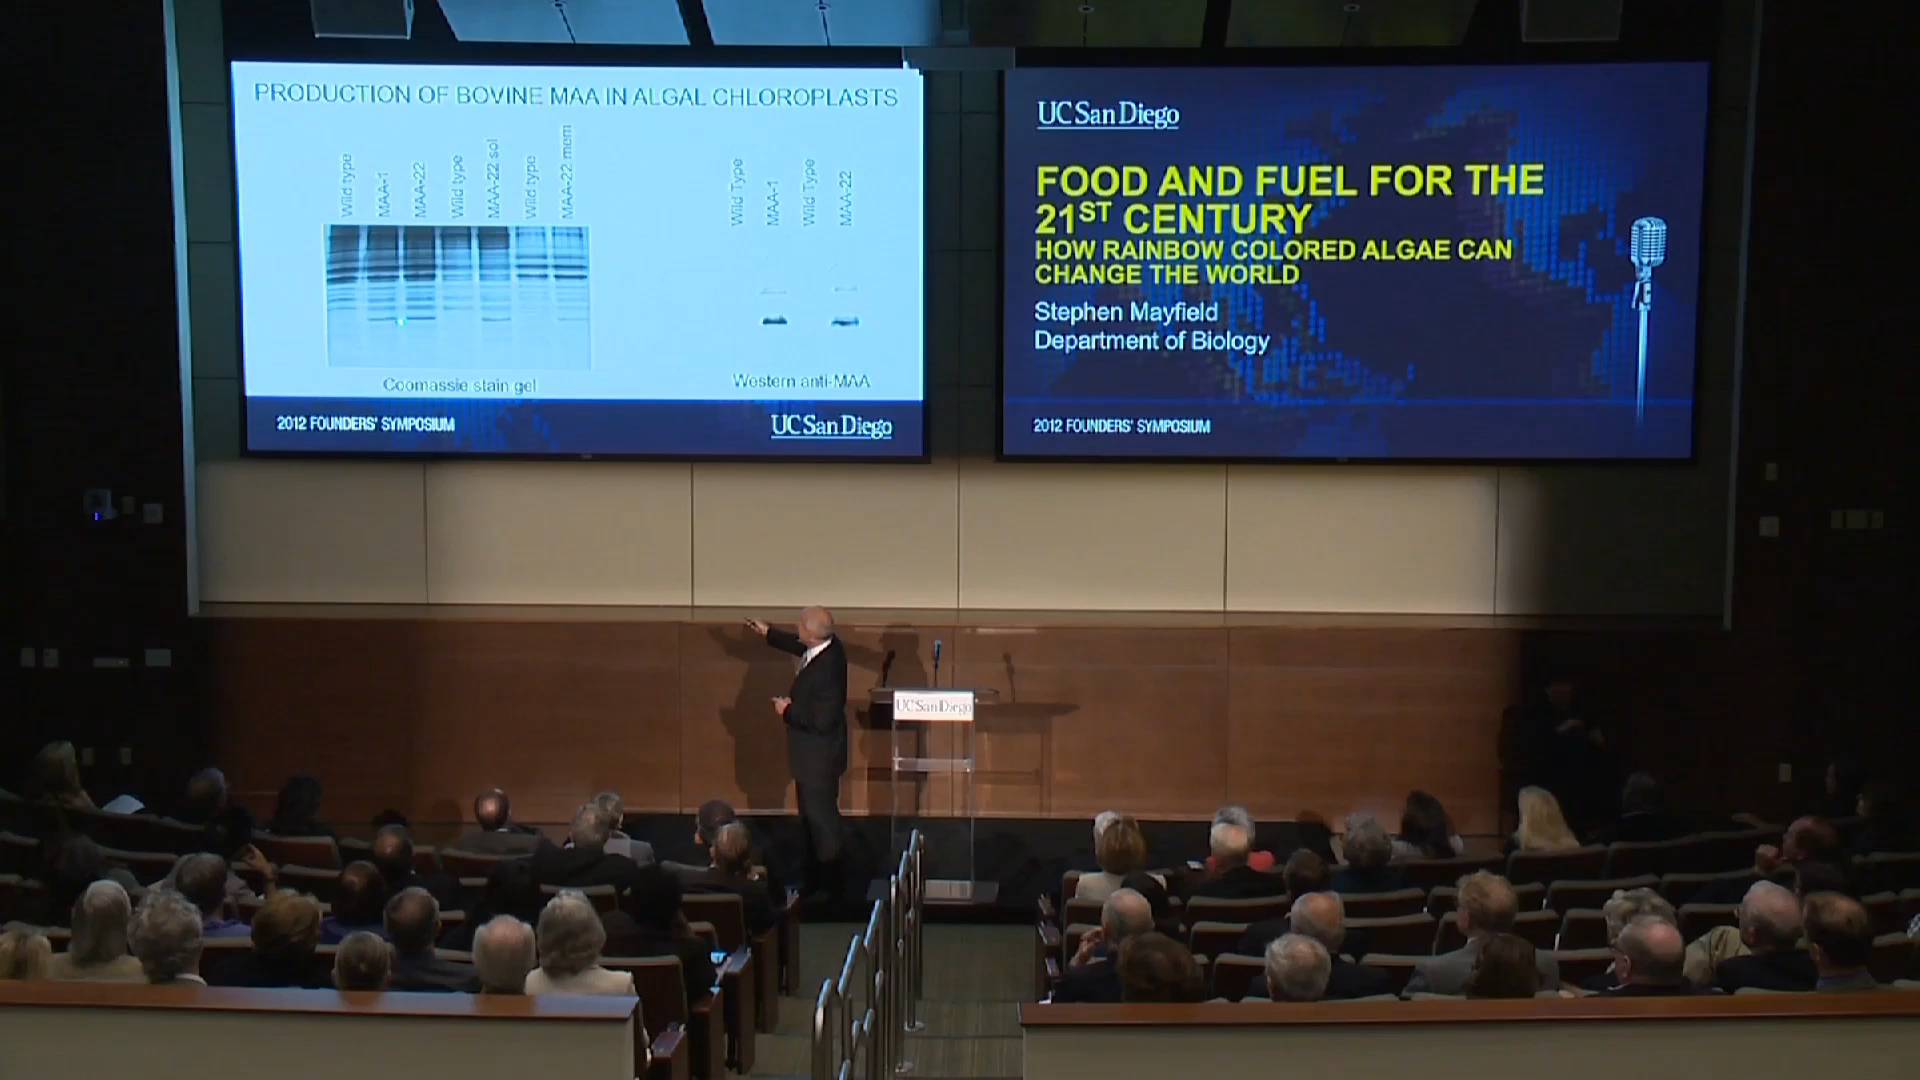 PRODUCTION OF BOVINE MAA IN ALGAL CHLOROPLASTS
Wild type
MAA-1
MAA-22
Wild type
MAA-22 sol
Wild type
MAA-22 mem
Wild Type
MAA-1
Wild Type
MAA-22
Coomassie stain gel
Western anti-MAA
2012 FOUNDERS' SYMPOSIUM
UC San Diego
UC San Diego
FOOD AND FUEL FOR THE
21ST CENTURY
HOW RAINBOW COLORED ALGAE CAN
CHANGE THE WORLD
Stephen Mayfield
Department of Biology
2012 FOUNDERS' SYMPOSIUM
UC San Diego